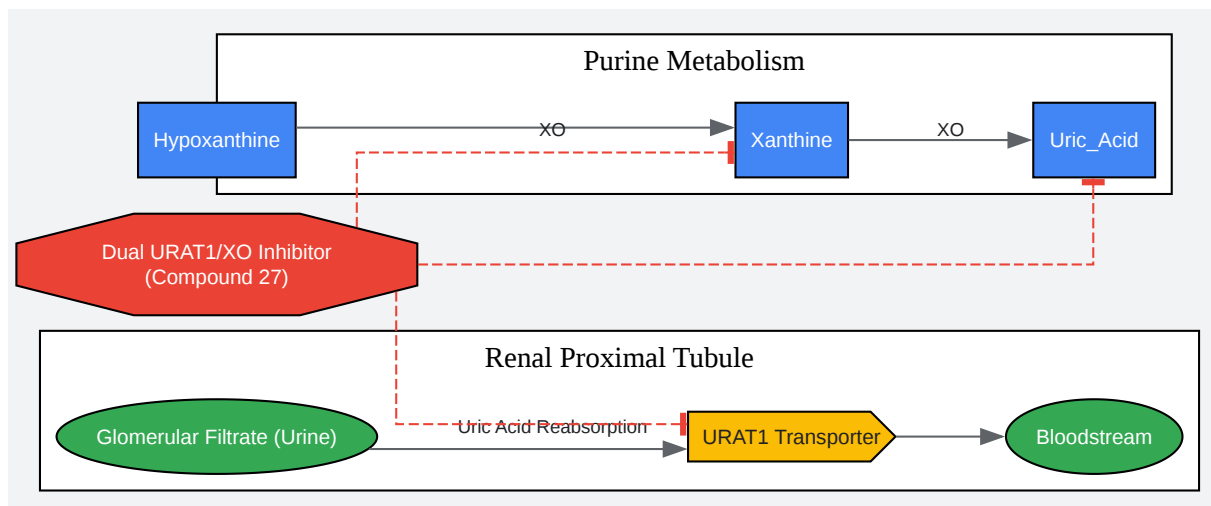 Purine Metabolism
Hypoxanthine
XO
Xanthine
XO
Uric_Acid
Dual URAT1/XO Inhibitor
(Compound 27)
Renal Proximal Tubule
Glomerular Filtrate (Urine)
Uric Acid Reabsorption
URAT1 Transporter
Bloodstream